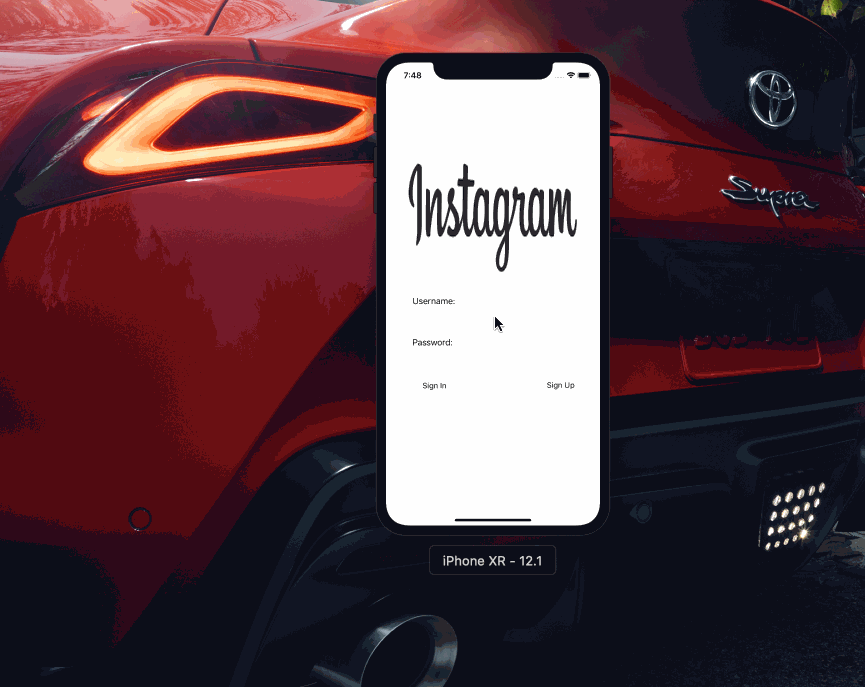 7:48
Instagram
Supra
Username:
Password:
Sign In
Sign Up
iPhone XR - 12.1